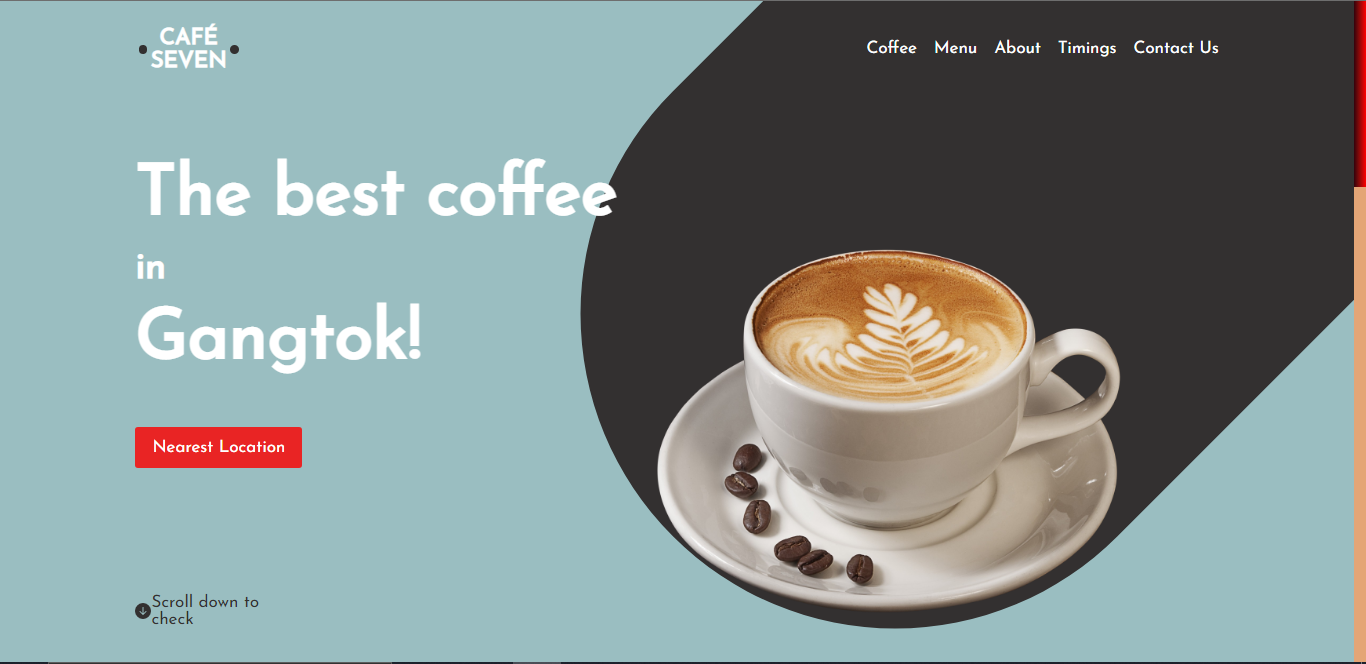 CAFÉ
SEVEN
Coffee Menu About Timings Contact Us
The best coffee
in
Gangtok!
Nearest Location
Scroll down to
check